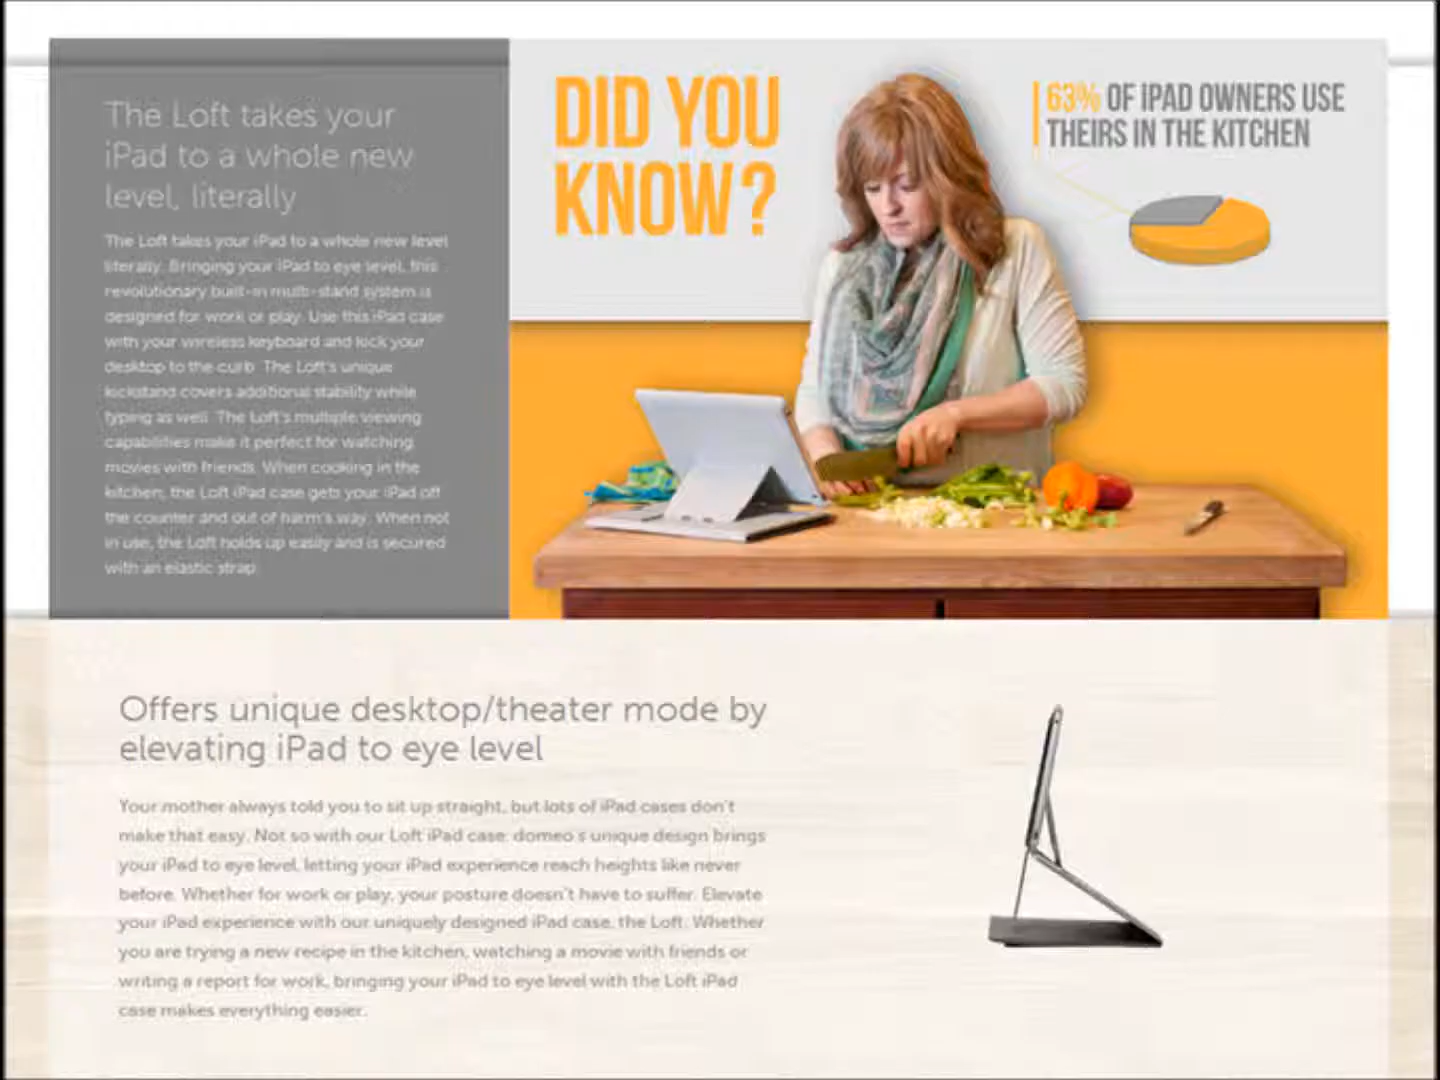 The Loft takes your
iPad to a whole new
level, literally
The Loft takes your iPad to a whole new level
literally. Bringing your iPad to eye level, this
revolutionary built-in multi-stand system is
designed for work or play. Use this iPad case
with your wireless keyboard and kick your
desktop to the curb. The Loft's unique
kickstand covers additional stability while
typing as well. The Loft's multiple viewing
capabilities make it perfect for watching
movies with friends. When cooking in the
kitchen, the Loft iPad case gets your iPad off
the counter and out of harm's way. When not
in use, the Loft holds up easily and is secured
with an elastic strap.
DID YOU
KNOW?
63% OF IPAD OWNERS USE
THEIRS IN THE KITCHEN
Offers unique desktop/theater mode by
elevating iPad to eye level
Your mother always told you to sit up straight, but lots of iPad cases don't
make that easy. Not so with our Loft iPad case: domeo's unique design brings
your iPad to eye level, letting your iPad experience reach heights like never
before. Whether for work or play, your posture doesn't have to suffer. Elevate
your iPad experience with our uniquely designed iPad case, the Loft. Whether
you are trying a new recipe in the kitchen, watching a movie with friends or
writing a report for work, bringing your iPad to eye level with the Loft iPad
case makes everything easier.